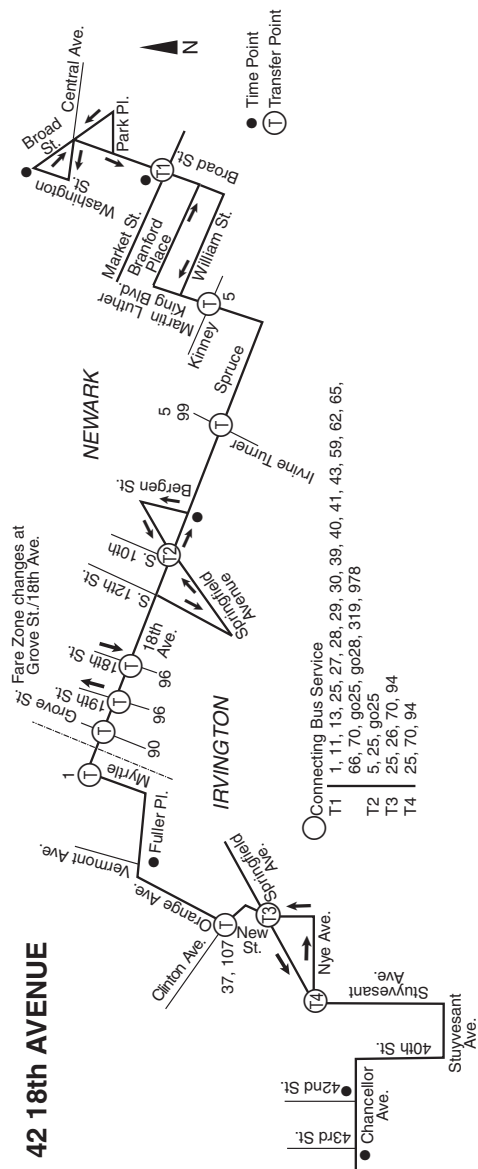 42 18th AVENUE
43rd St.
42nd St.
Chancellor
Ave.
40th St.
Stuyvesant
Ave.
Stuyvesant
Ave.
T4
Nye Ave.
T3
Springfield
Ave.
New
St.
T
37, 107
Clinton Ave.
Orange Ave.
Vermont Ave.
Fuller Pl.
Myrtle
1
T
IRVINGTON
Fare Zone changes at
Grove St./18th Ave.
Grove St.
T
90
19th St.
T
96
18th St.
T
96
18th
Ave.
S. 12th St.
S. 10th
T2
Springfield
Avenue
Bergen St.
NEWARK
5
99
T
Irvine Turner
Spruce
Kinney
T
5
Martin Luther
King Blvd.
William St.
Branford
Place
Market St.
T1
Broad St.
Park Pl.
Washington
St.
Broad
St.
Central Ave.
N
Time Point
T Transfer Point
Connecting Bus Service
T1 1, 11, 13, 25, 27, 28, 29, 30, 39, 40, 41, 43, 59, 62, 65,
66, 70, go25, go28, 319, 978
T2 5, 25, go25
T3 25, 26, 70, 94
T4 25, 70, 94